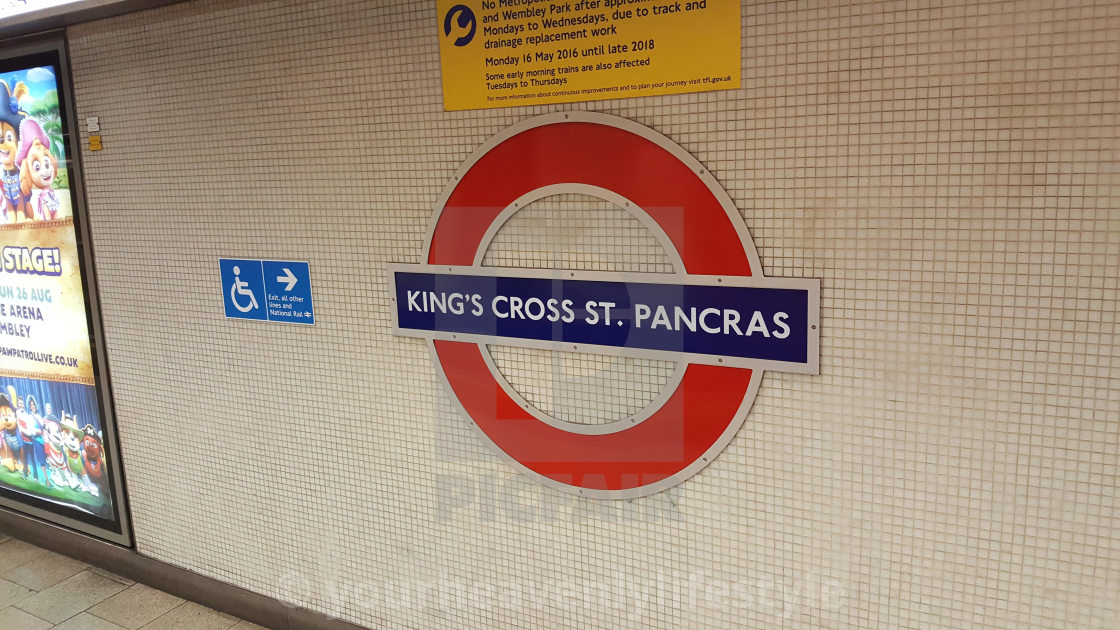 No Metropol
and Wembley Park after approxim
Mondays to Wednesdays, due to track and
drainage replacement work
Monday 16 May 2016 until late 2018
Some early morning trains are also affected
Tuesdays to Thursdays
For more information about continuous improvements and to plan your journey visit tfl.gov.uk
KING'S CROSS ST. PANCRAS
Exit, all other
lines and
National Rail
STAGE!
UN 26 AUG
E ARENA
MBLEY
PAWPATROLLIVE.CO.UK
PICFAIR
©yourheavenlylifestyle